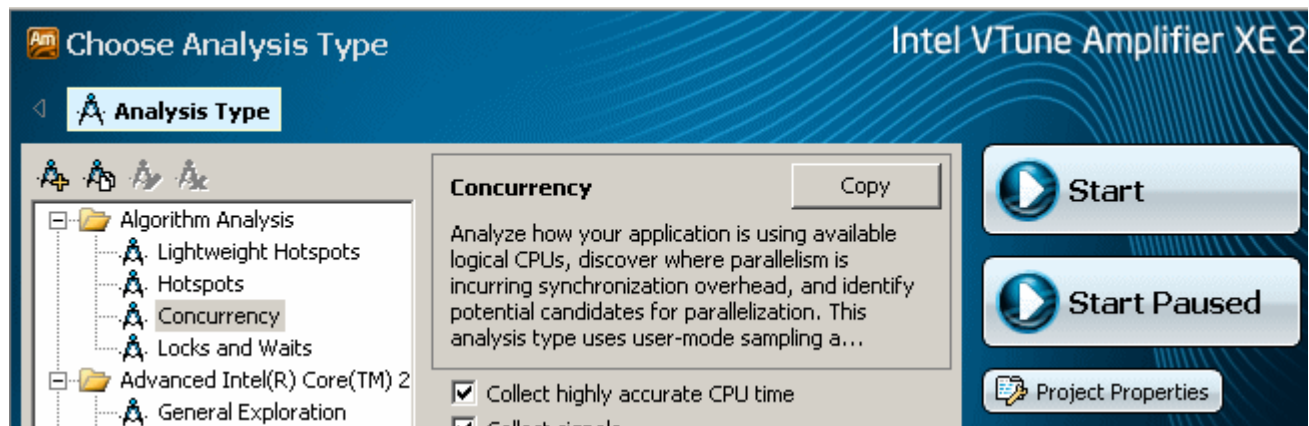 Am Choose Analysis Type
Intel VTune Amplifier XE 2
Analysis Type
Algorithm Analysis
Lightweight Hotspots
Hotspots
Concurrency
Locks and Waits
Advanced Intel(R) Core(TM) 2
General Exploration
Concurrency
Copy
Analyze how your application is using available
logical CPUs, discover where parallelism is
incurring synchronization overhead, and identify
potential candidates for parallelization. This
analysis type uses user-mode sampling a...
Collect highly accurate CPU time
Collect signals
Start
Start Paused
Project Properties